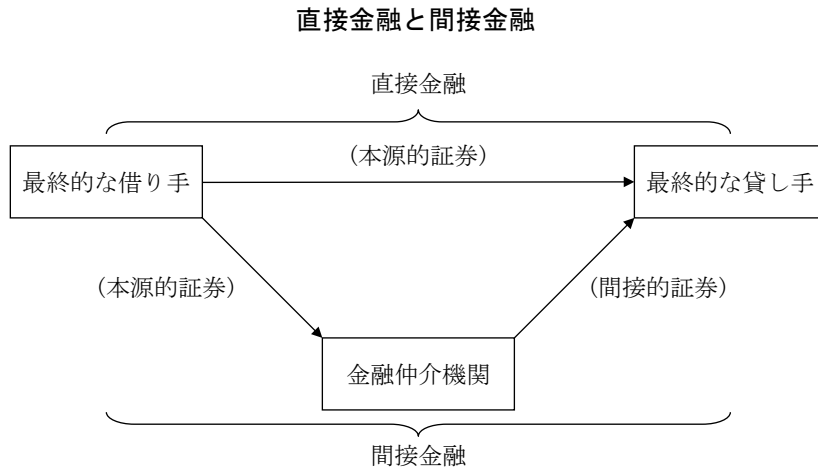 直接金融と間接金融
直接金融
(本源的証券)
最終的な借り手
最終的な貸し手
(本源的証券)
(間接的証券)
金融仲介機関
間接金融